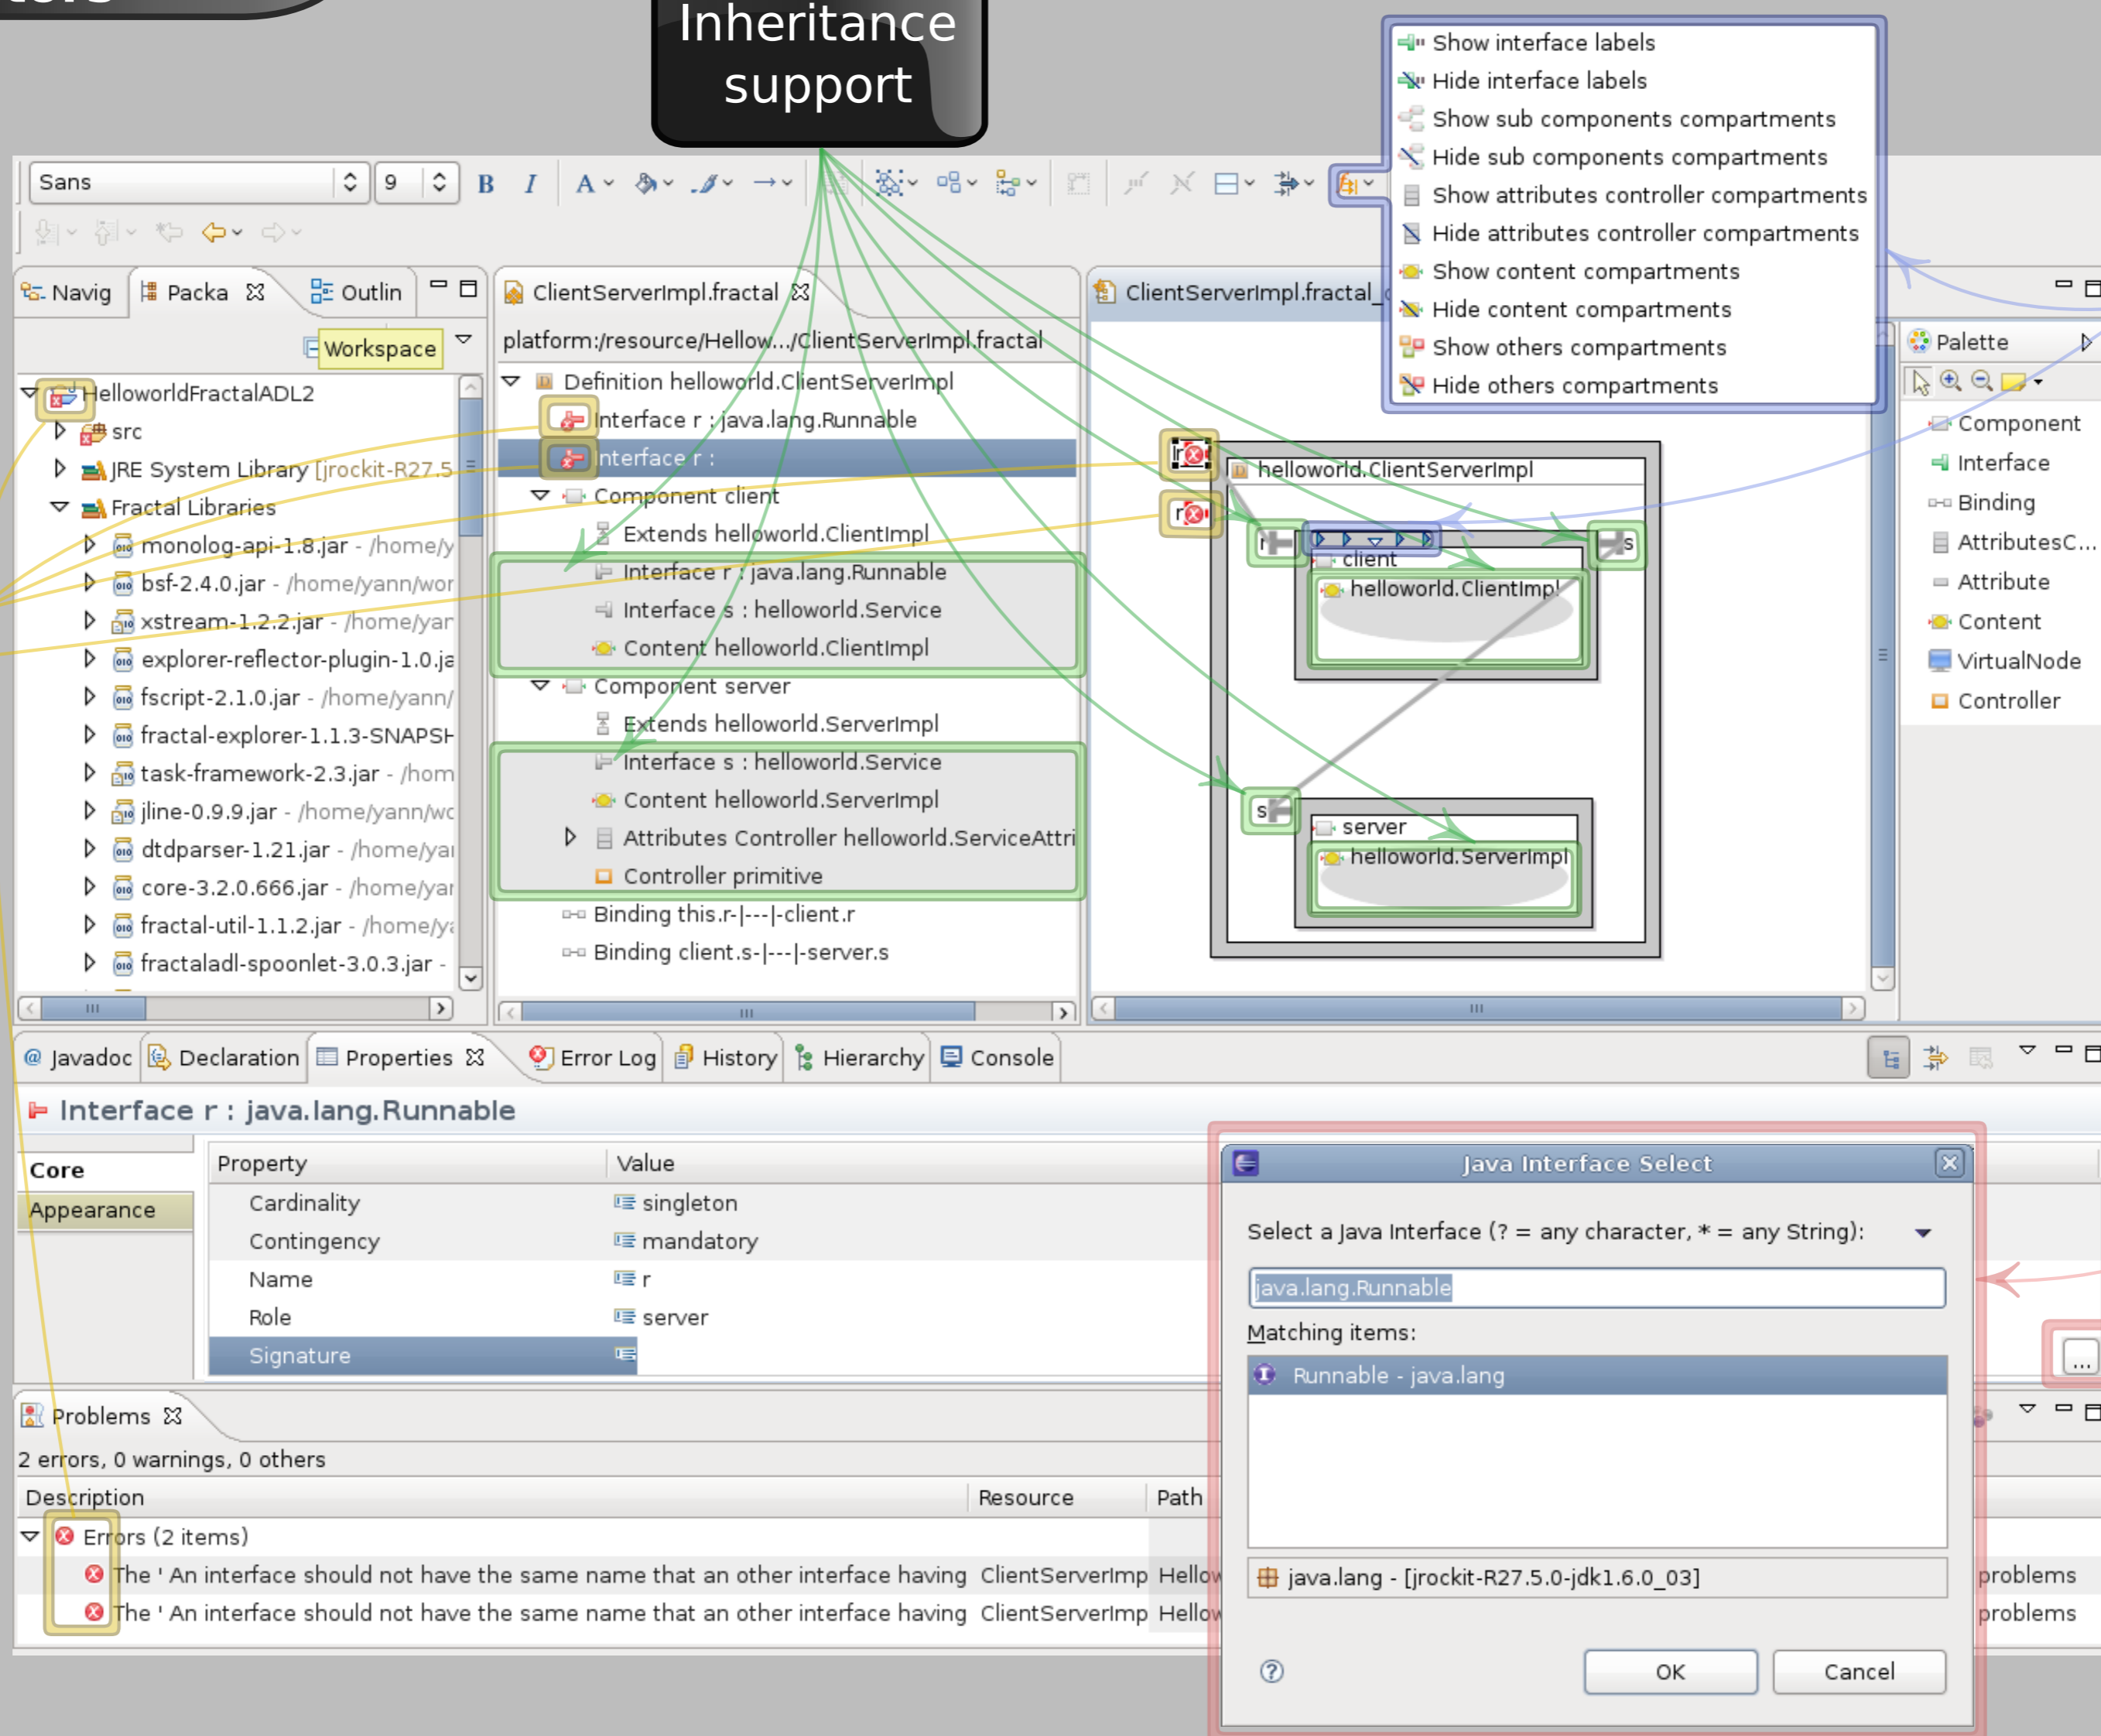 Inheritance
support
Show interface labels
Hide interface labels
Show sub components compartments
Hide sub components compartments
Show attributes controller compartments
Hide attributes controller compartments
Show content compartments
Hide content compartments
Show others compartments
Hide others compartments
Sans
9
B I A
Navig
Packa
Outlin
Workspace
HelloworldFractalADL2
src
JRE System Library [jrockit-R27.5
Fractal Libraries
monolog-api-1.8.jar - /home/y
bsf-2.4.0.jar - /home/yann/wor
xstream-1.2.2.jar - /home/yan
explorer-reflector-plugin-1.0.ja
fscript-2.1.0.jar - /home/yann/
fractal-explorer-1.1.3-SNAPSH
task-framework-2.3.jar - /hom
jline-0.9.9.jar - /home/yann/wo
dtdparser-1.21.jar - /home/yan
core-3.2.0.666.jar - /home/yan
fractal-util-1.1.2.jar - /home/ya
fractaladl-spoonlet-3.0.3.jar -
ClientServerImpl.fractal
platform:/resource/Hellow.../ClientServerImpl.fractal
Definition helloworld.ClientServerImpl
Interface r : java.lang.Runnable
Interface r :
Component client
Extends helloworld.ClientImpl
Interface r : java.lang.Runnable
Interface s : helloworld.Service
Content helloworld.ClientImpl
Component server
Extends helloworld.ServerImpl
Interface s : helloworld.Service
Content helloworld.ServerImpl
Attributes Controller helloworld.ServiceAttri
Controller primitive
Binding this.r-|---|-client.r
Binding client.s-|---|-server.s
ClientServerImpl.fractal_
r
helloworld.ClientServerImpl
r
r
s
client
helloworld.ClientImpl
s
server
helloworld.ServerImpl
Palette
Component
Interface
Binding
AttributesC...
Attribute
Content
VirtualNode
Controller
@ Javadoc
Declaration
Properties
Error Log
History
Hierarchy
Console
Interface r : java.lang.Runnable
Core
Appearance
Property Value
Cardinality singleton
Contingency mandatory
Name r
Role server
Signature
...
Problems
2 errors, 0 warnings, 0 others
Description Resource Path
Errors (2 items)
The ' An interface should not have the same name that an other interface having ClientServerImp Hellow problems
The ' An interface should not have the same name that an other interface having ClientServerImp Hellow problems
Java Interface Select
Select a Java Interface (? = any character, * = any String):
java.lang.Runnable
Matching items:
Runnable - java.lang
java.lang - [jrockit-R27.5.0-jdk1.6.0_03]
OK
Cancel